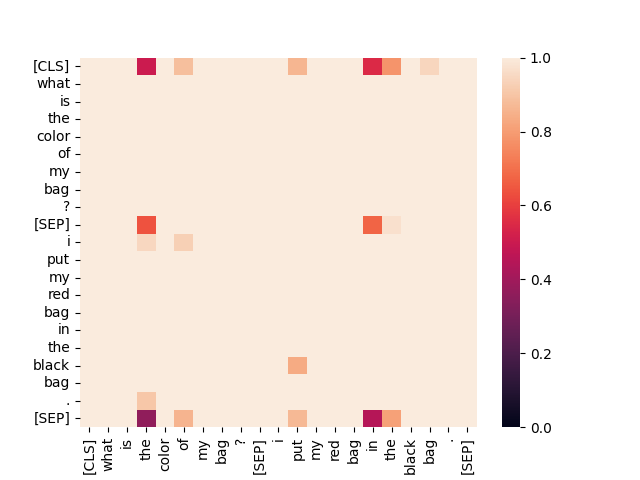 [CLS]
what
is
the
color
of
my
bag
?
[SEP]
i
put
my
red
bag
in
the
black
bag
.
[SEP]
1.0
0.8
0.6
0.4
0.2
0.0
[CLS]
what
is
the
color
of
my
bag
?
[SEP]
i
put
my
red
bag
in
the
black
bag
.
[SEP]